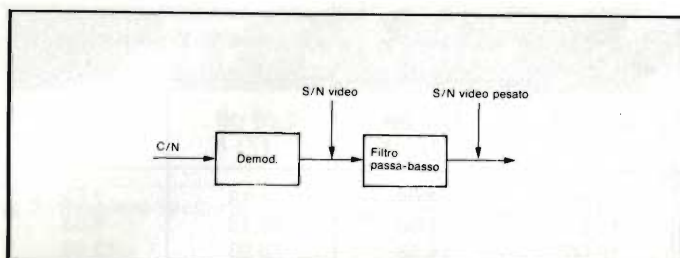 S/N video
S/N video pesato
C/N
Demod.
Filtro
passa-basso